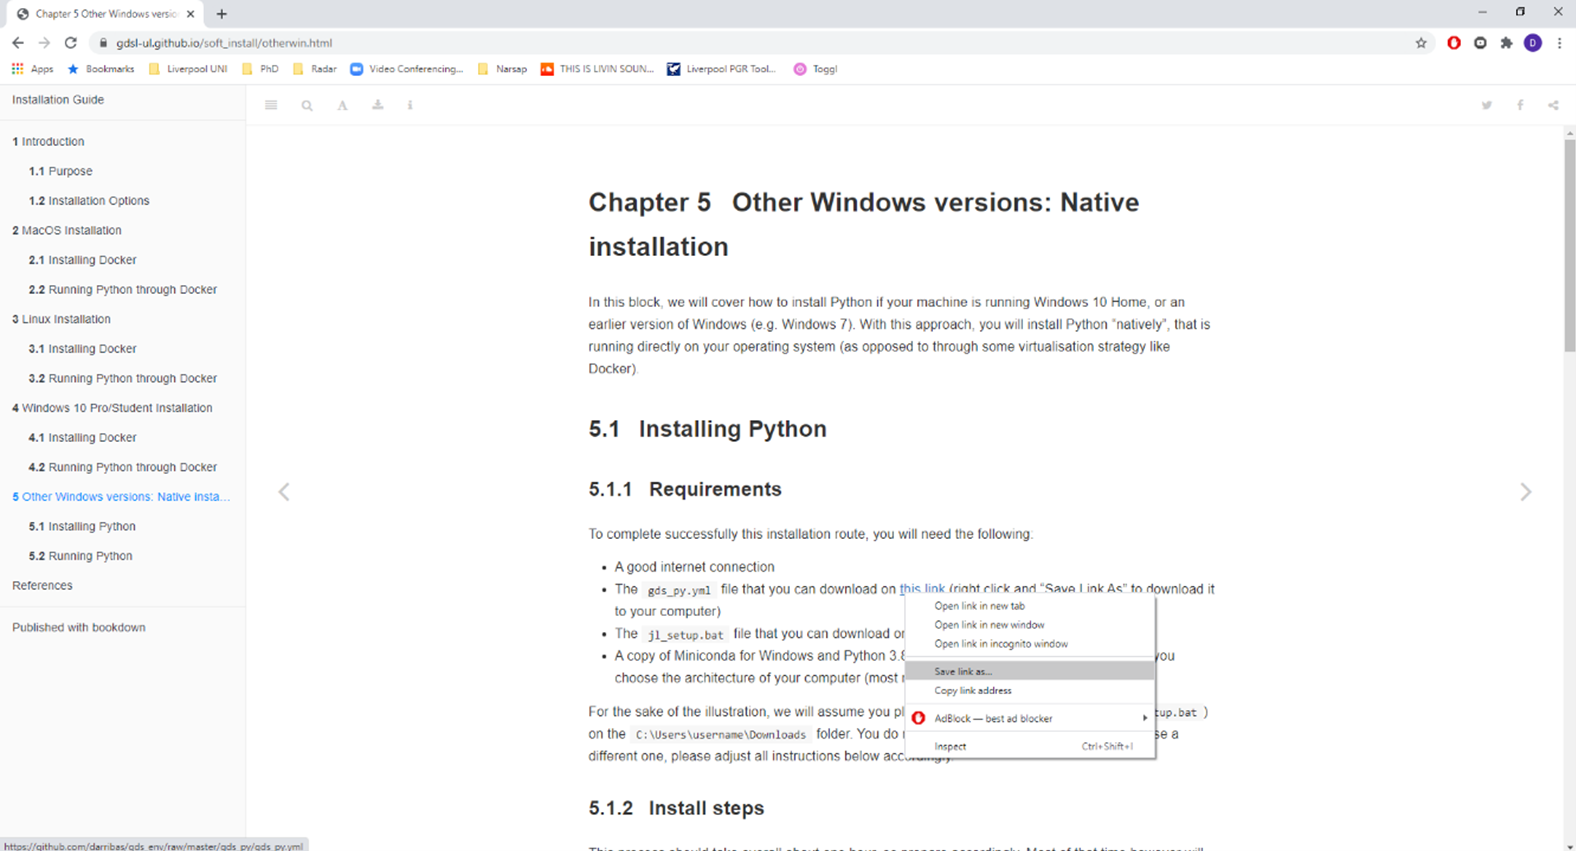 Chapter 5 Other Windows versio
gdsl-ul.github.io/soft_install/otherwin.html
D
Apps
Bookmarks
Liverpool UNI
PhD
Radar
Video Conferencing...
Narsap
THIS IS LIVIN SOUN...
Liverpool PGR Tool...
Toggl
Installation Guide
1 Introduction
1.1 Purpose
1.2 Installation Options
2 MacOS Installation
2.1 Installing Docker
2.2 Running Python through Docker
3 Linux Installation
3.1 Installing Docker
3.2 Running Python through Docker
4 Windows 10 Pro/Student Installation
4.1 Installing Docker
4.2 Running Python through Docker
5 Other Windows versions: Native insta...
5.1 Installing Python
5.2 Running Python
References
Published with bookdown
Chapter 5 Other Windows versions: Native
installation
In this block, we will cover how to install Python if your machine is running Windows 10 Home, or an
earlier version of Windows (e.g. Windows 7). With this approach, you will install Python “natively”, that is
running directly on your operating system (as opposed to through some virtualisation strategy like
Docker).
5.1 Installing Python
5.1.1 Requirements
To complete successfully this installation route, you will need the following:
• A good internet connection
• The gds_py.yml file that you can download on this link (right click and “Save Link As” to download it
to your computer)
• The jl_setup.bat file that you can download or
• A copy of Miniconda for Windows and Python 3.8 you
choose the architecture of your computer (most
For the sake of the illustration, we will assume you pl tup.bat )
on the C:\Users\username\Downloads folder. You do se a
different one, please adjust all instructions below accordingly.
Open link in new tab
Open link in new window
Open link in incognito window
Save link as...
Copy link address
AdBlock — best ad blocker
Inspect Ctrl+Shift+I
5.1.2 Install steps
https://github.com/darribas/gds_env/raw/master/gds_py/gds_py.yml